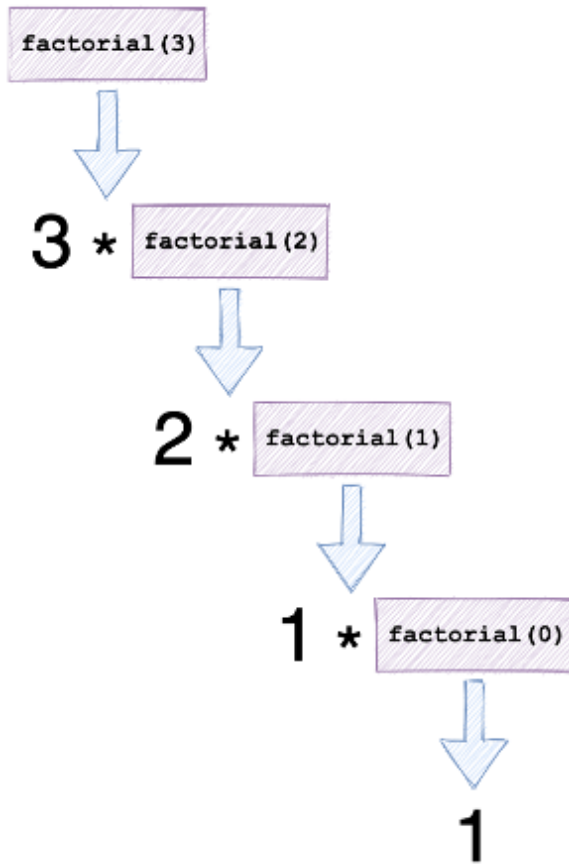 factorial(3)
3 * factorial(2)
2 * factorial(1)
1 * factorial(0)
1